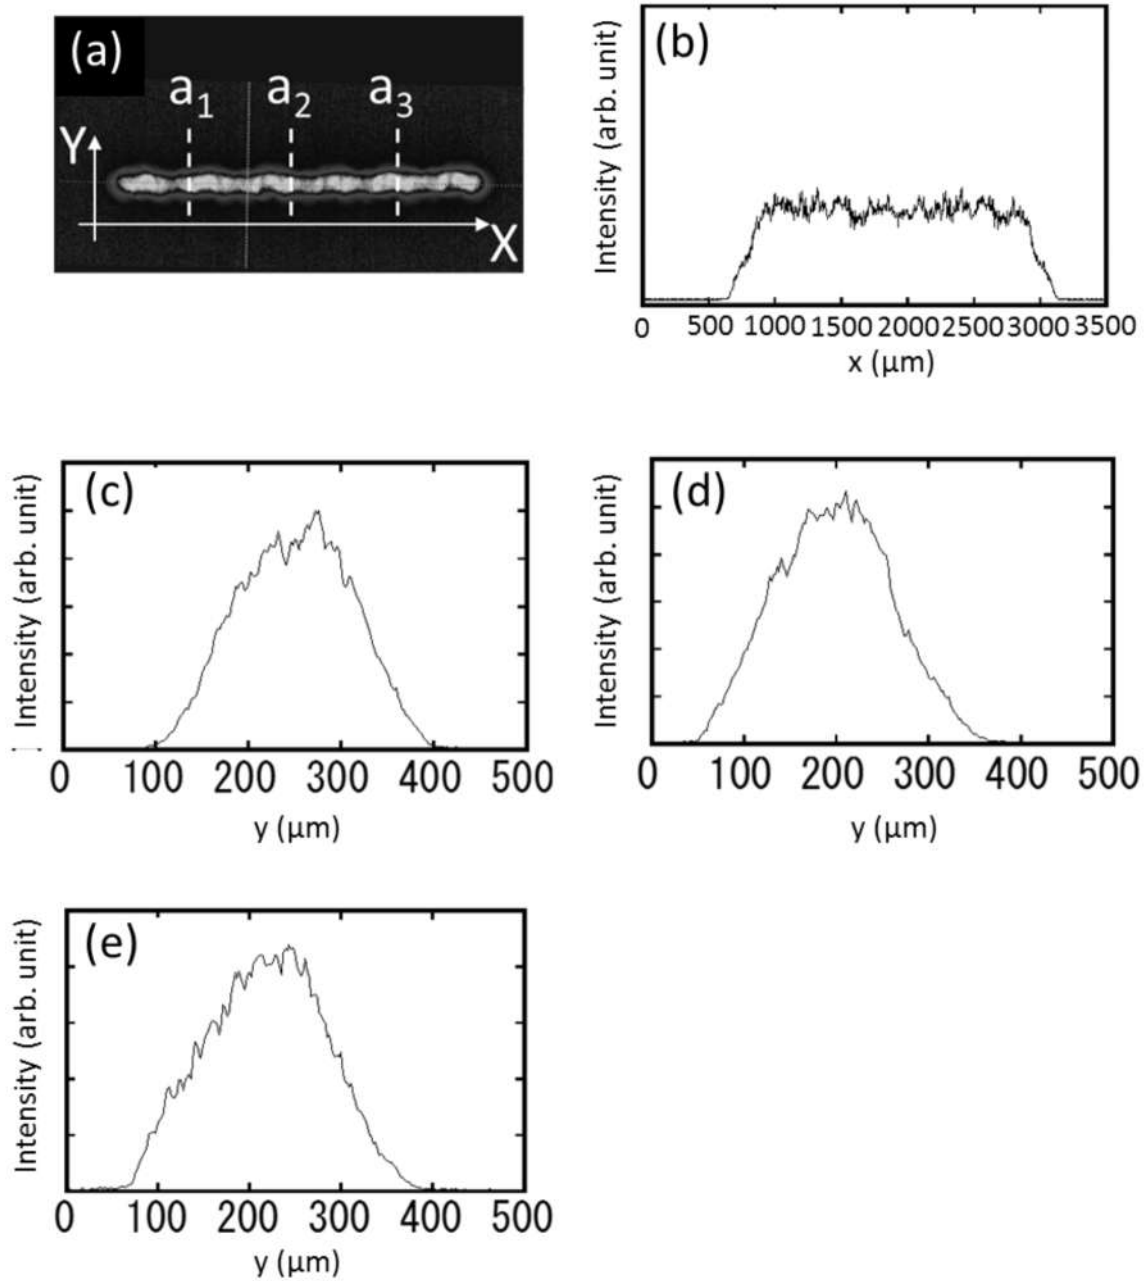 (a)
a1 a2 a3
Y
X
(b)
Intensity (arb. unit)
0 500 1000 1500 2000 2500 3000 3500
x (μm)
(c)
Intensity (arb. unit)
0 100 200 300 400 500
y (μm)
(d)
Intensity (arb. unit)
0 100 200 300 400 500
y (μm)
(e)
Intensity (arb. unit)
0 100 200 300 400 500
y (μm)